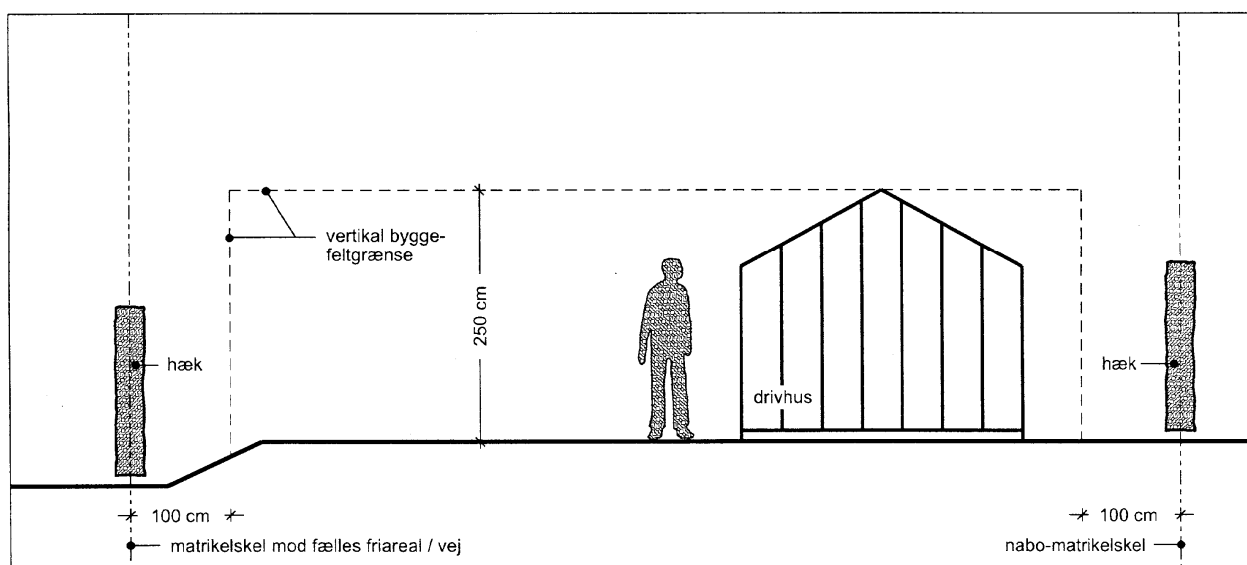 vertikal bygge-
feltgrænse
250 cm
hæk
hæk
drivhus
100 cm
100 cm
matrikelskel mod fælles friareal / vej
nabo-matrikelskel